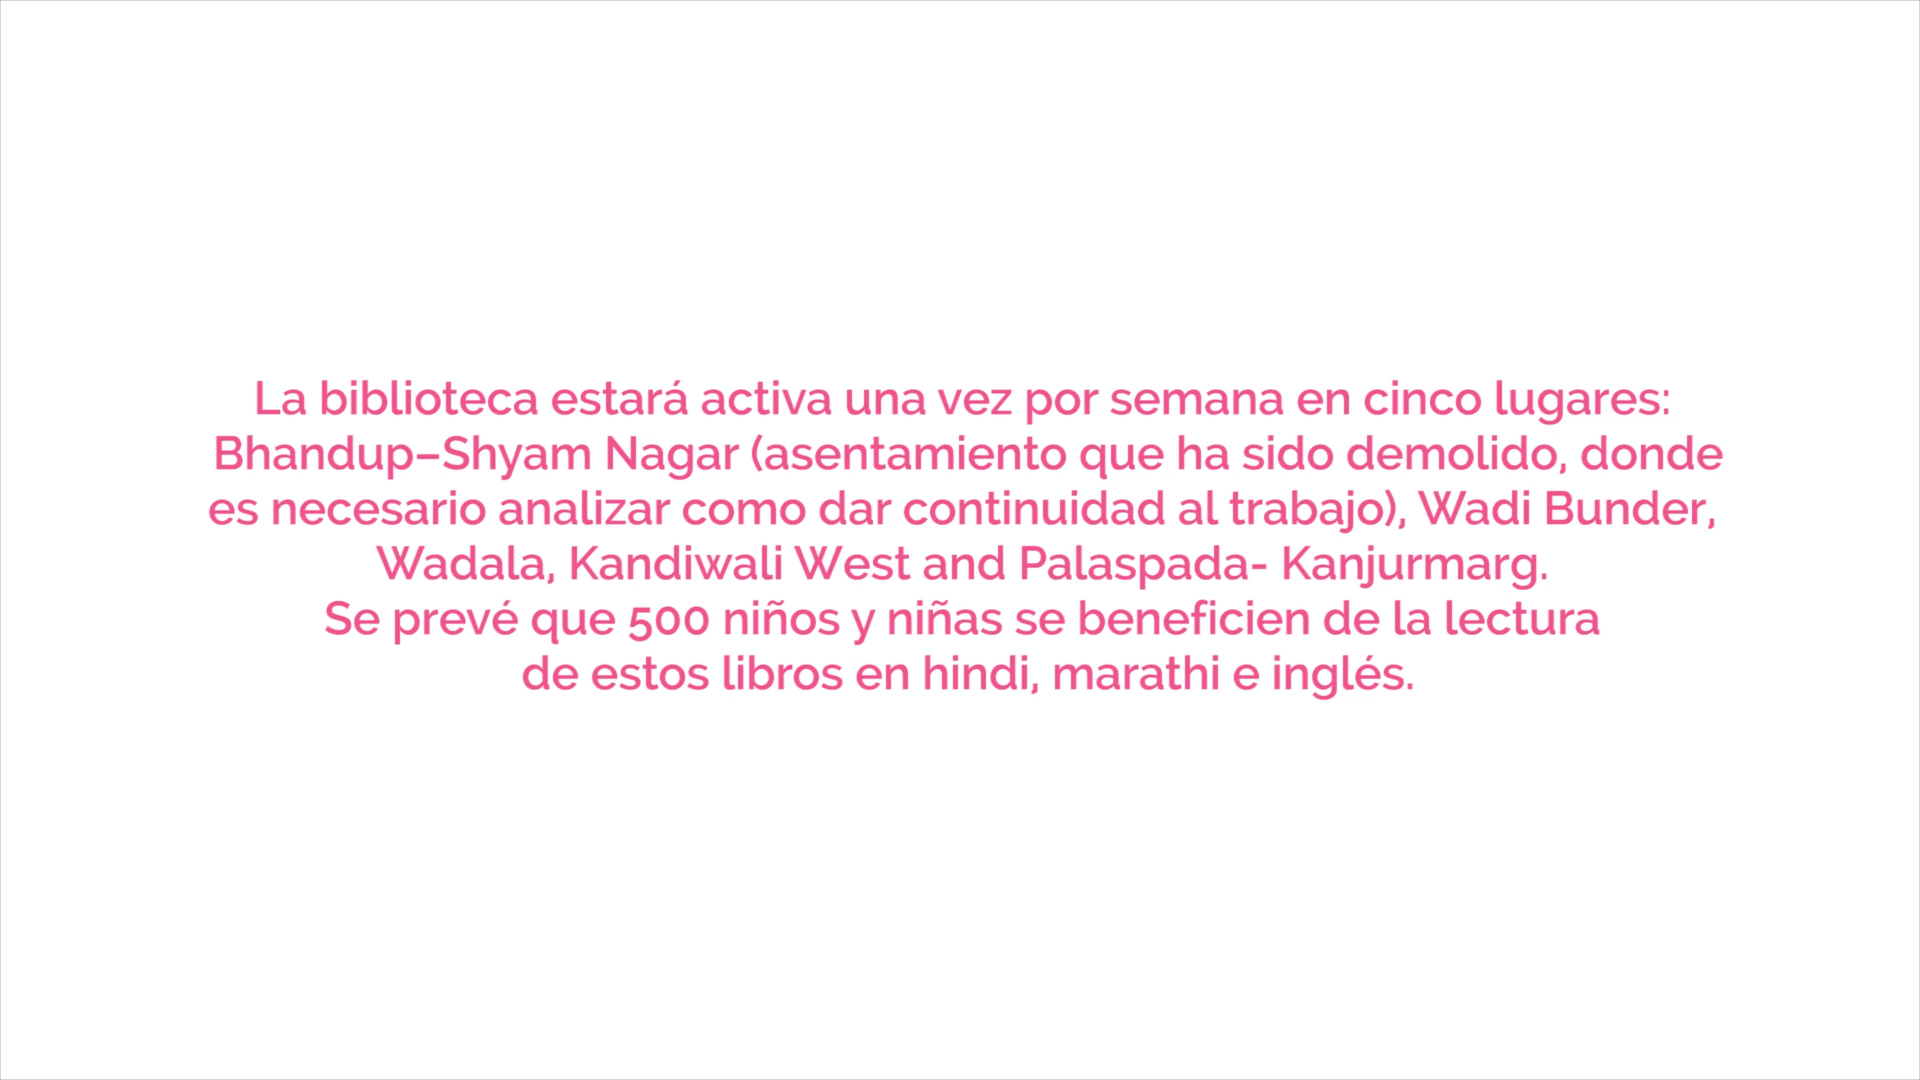 La biblioteca estará activa una vez por semana en cinco lugares:
Bhandup–Shyam Nagar (asentamiento que ha sido demolido, donde
es necesario analizar como dar continuidad al trabajo), Wadi Bunder,
Wadala, Kandiwali West and Palaspada- Kanjurmarg.
Se prevé que 500 niños y niñas se beneficien de la lectura
de estos libros en hindi, marathi e inglés.